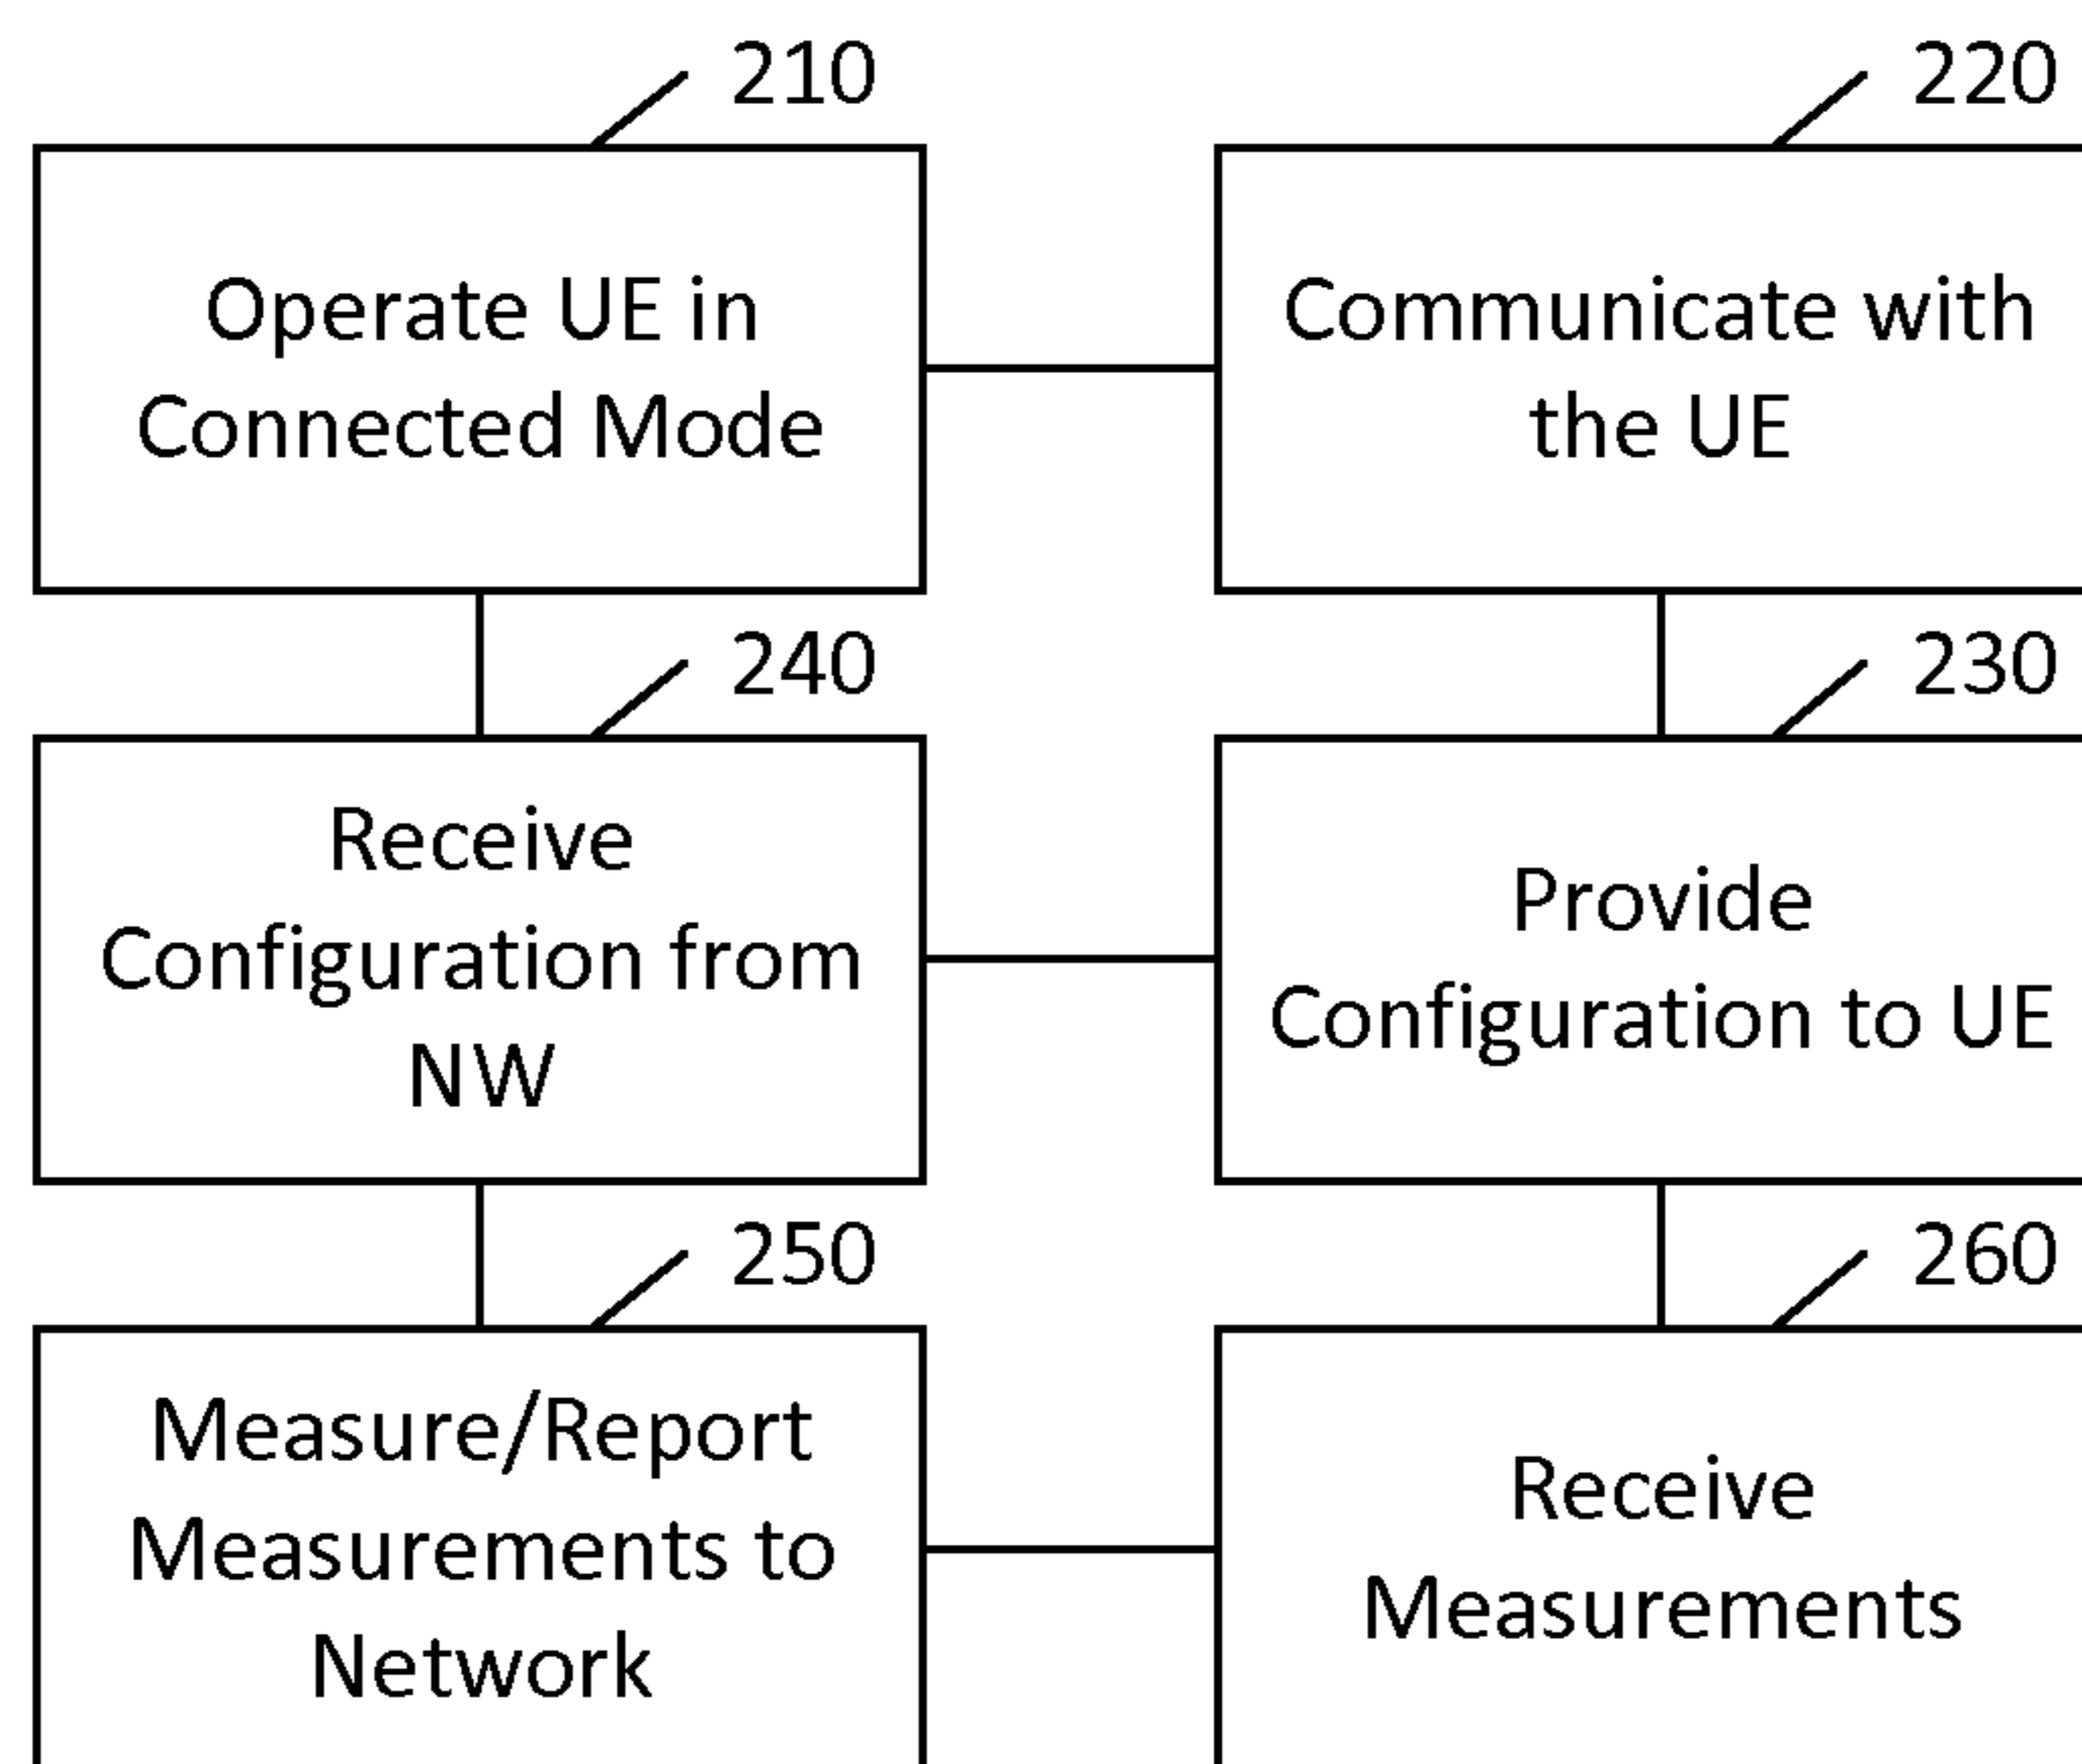 210
220
Operate UE in
Connected Mode
Communicate with
the UE
240
230
Receive
Configuration from
NW
Provide
Configuration to UE
250
260
Measure/Report
Measurements to
Network
Receive
Measurements